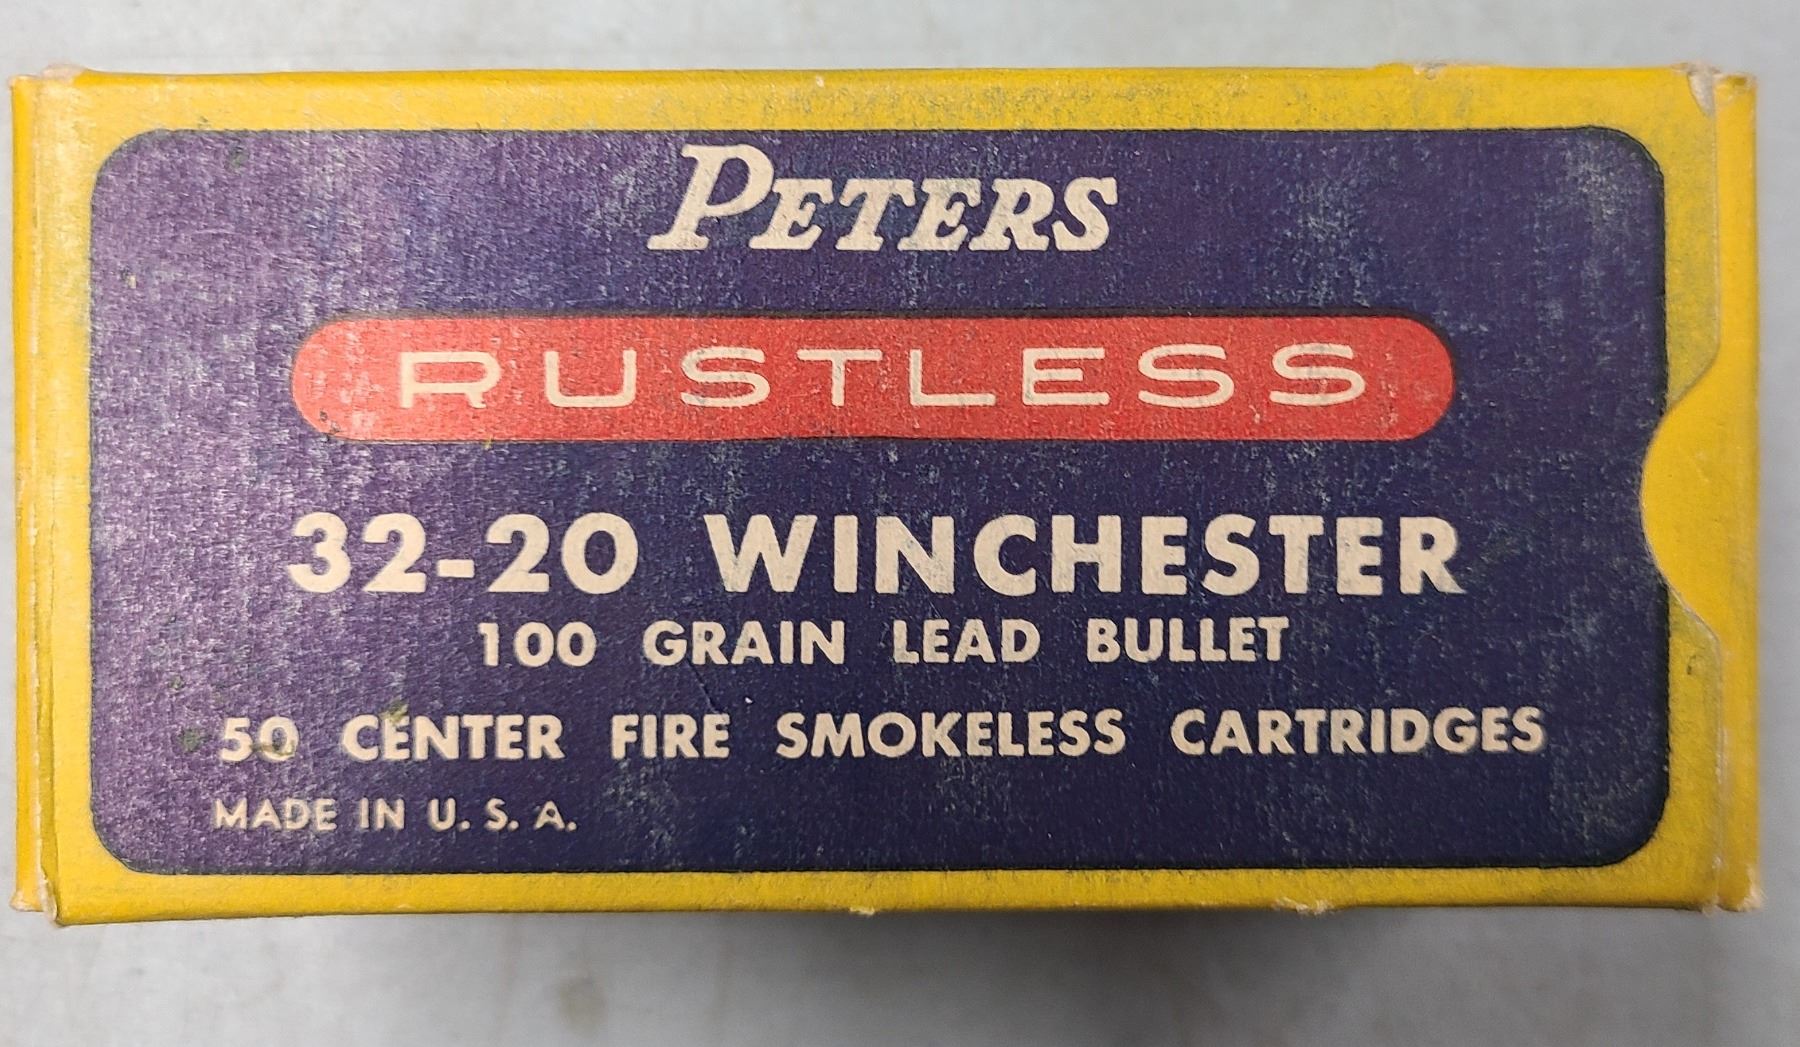 PETERS
RUSTLESS
32-20 WINCHESTER
100 GRAIN LEAD BULLET
50 CENTER FIRE SMOKELESS CARTRIDGES
MADE IN U. S. A.